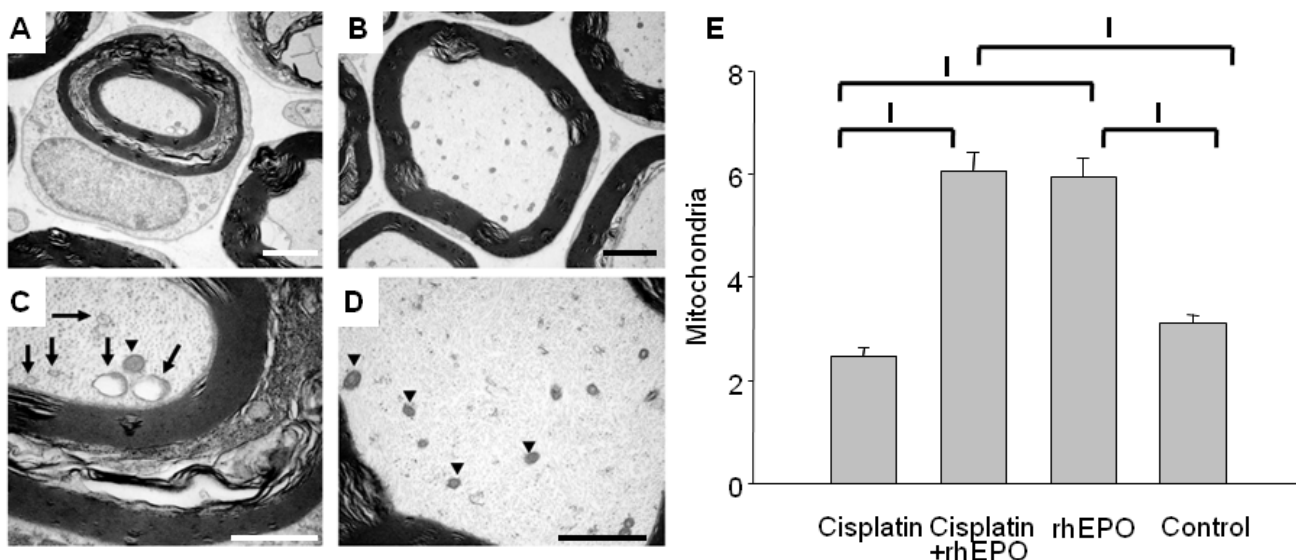 A
B
C
D
E
I
I
I
I
8
6
4
2
0
Mitochondria
Cisplatin
Cisplatin
+rhEPO
rhEPO
Control